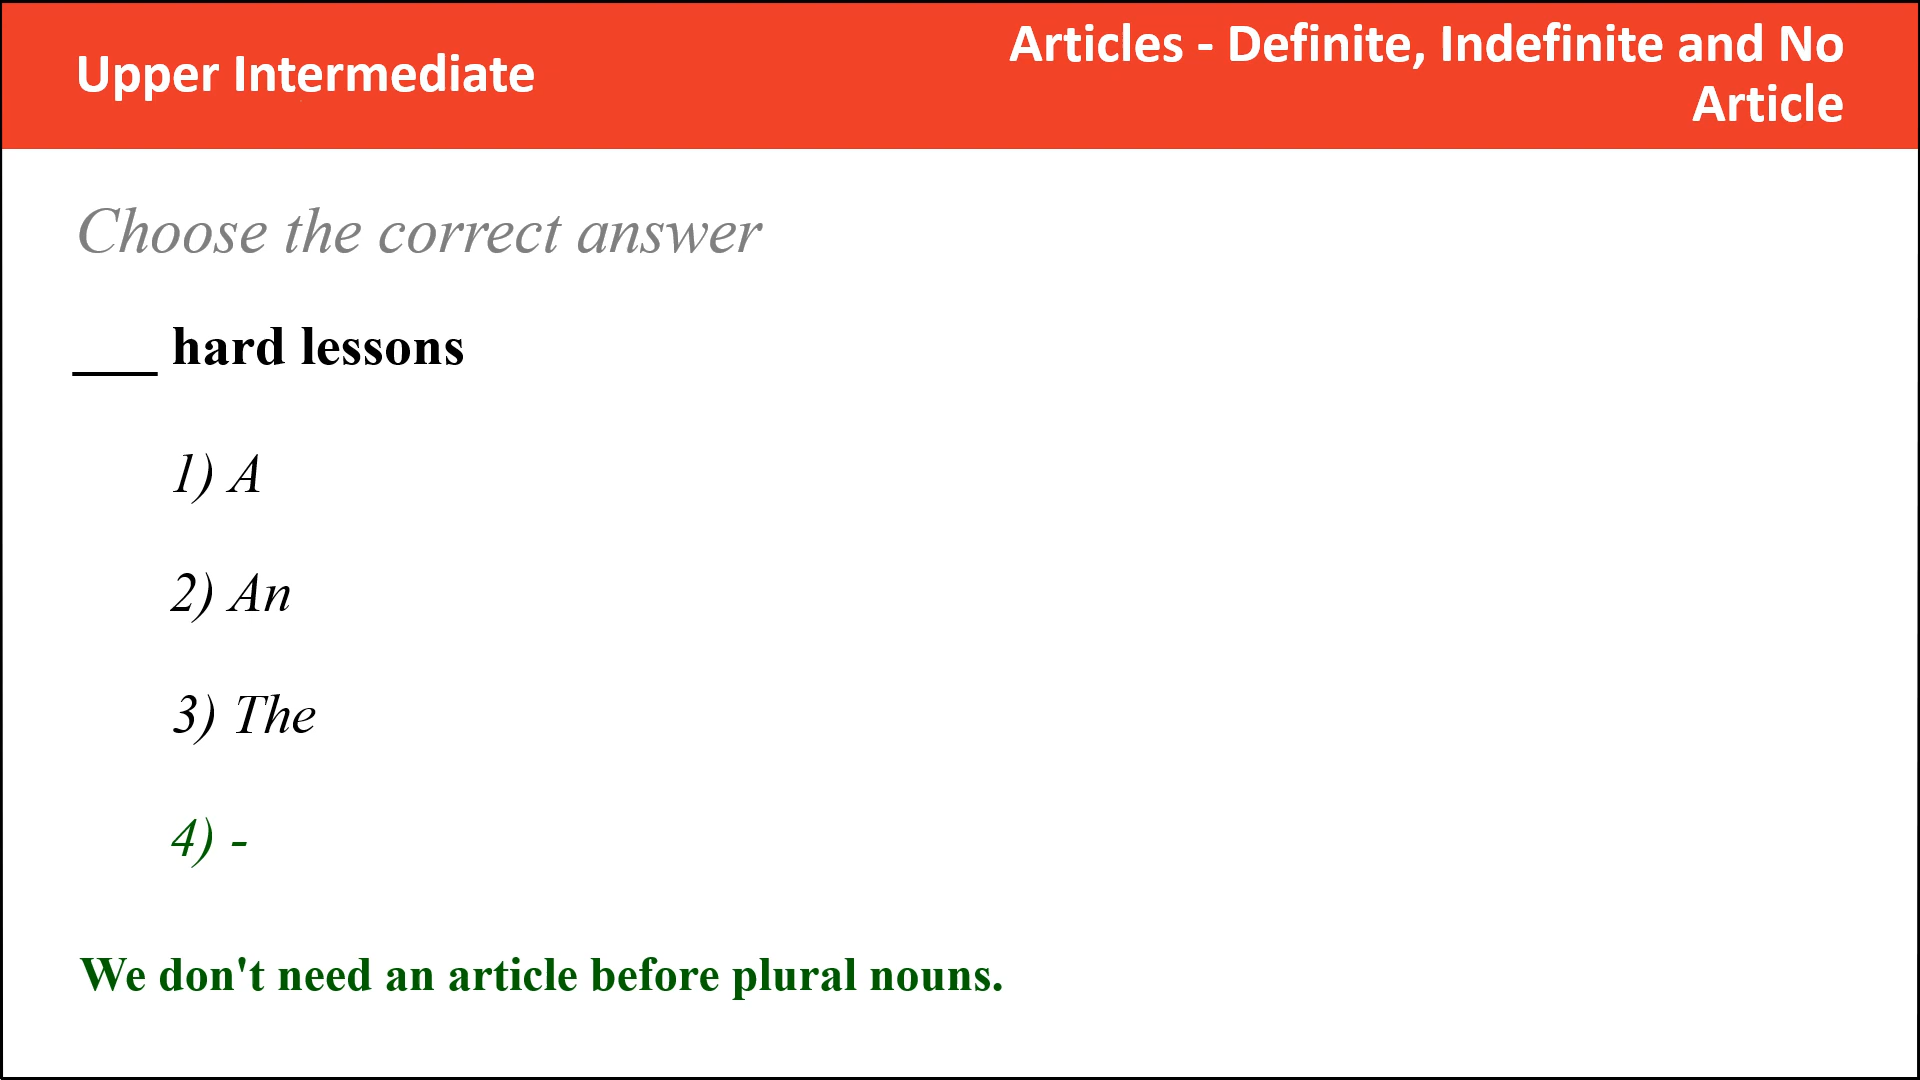 Upper Intermediate
Articles - Definite, Indefinite and No
Article
Choose the correct answer
___ hard lessons
1) A
2) An
3) The
4) -
We don't need an article before plural nouns.